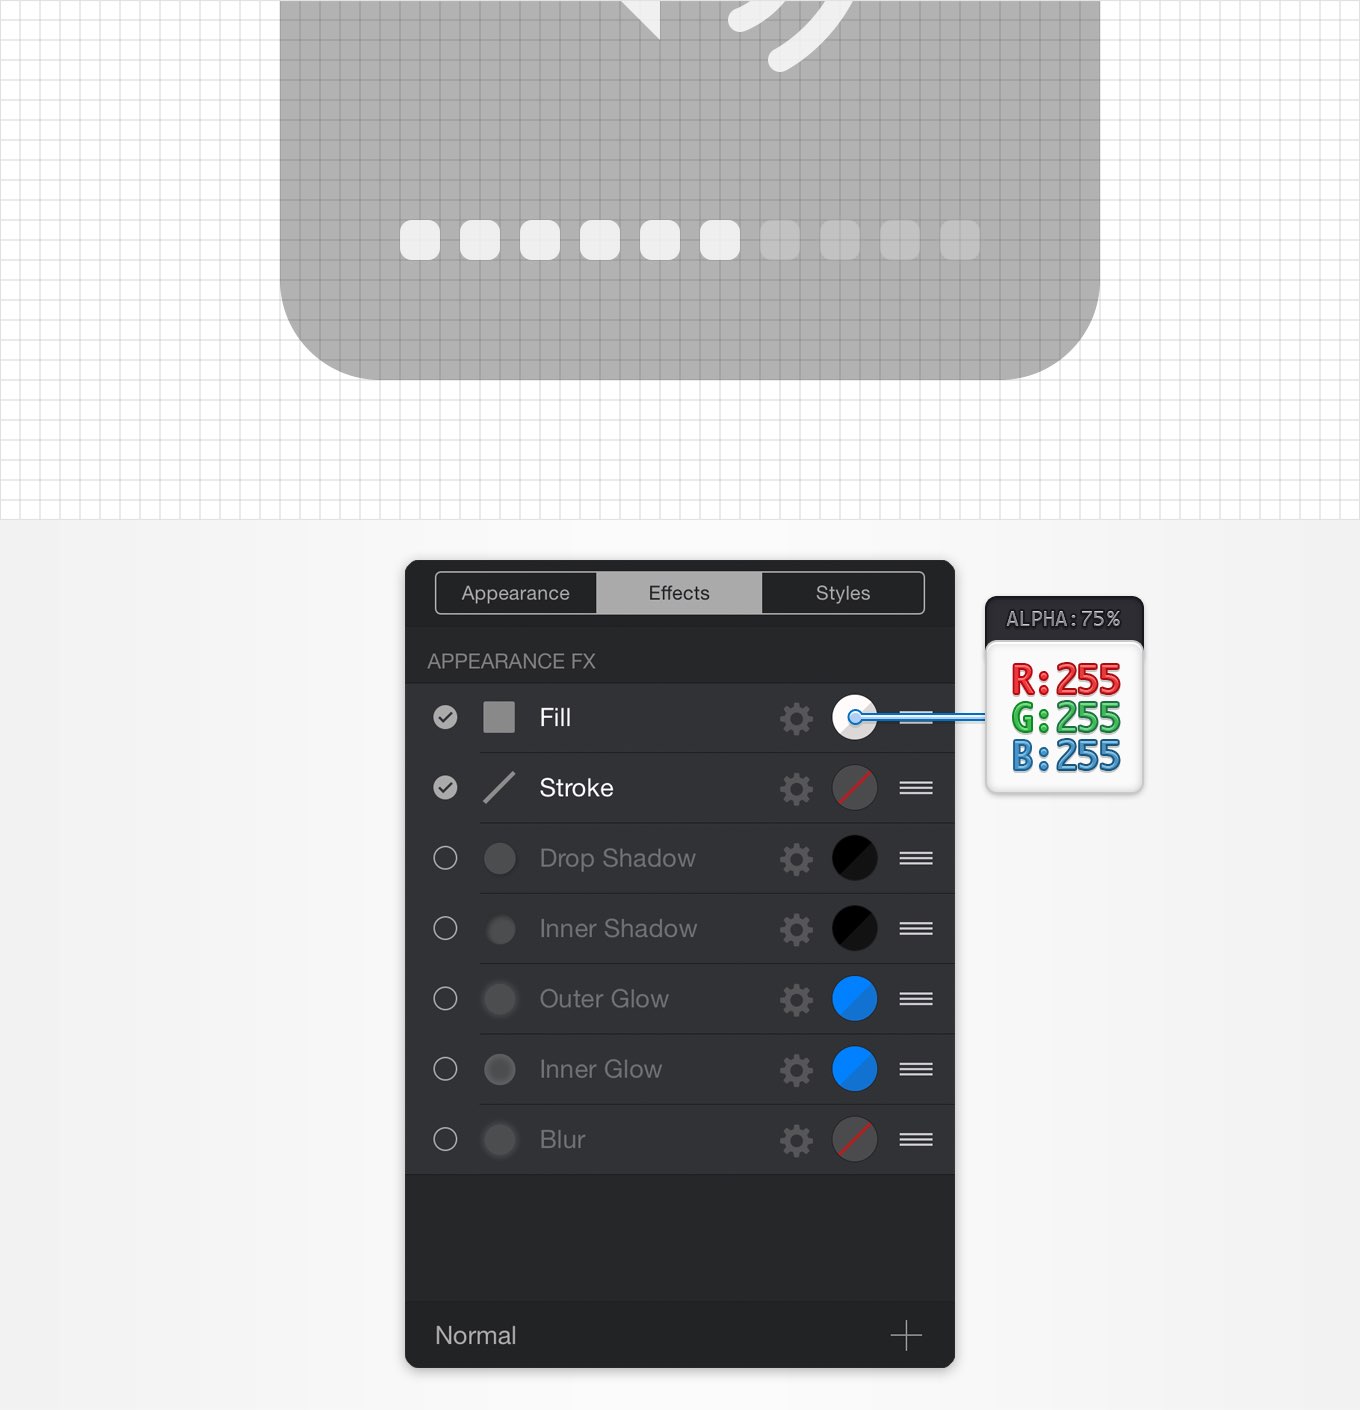 Appearance Effects Styles
APPEARANCE FX
Fill
Stroke
Drop Shadow
Inner Shadow
Outer Glow
Inner Glow
Blur
Normal
ALPHA:75%
R:255
G:255
B:255